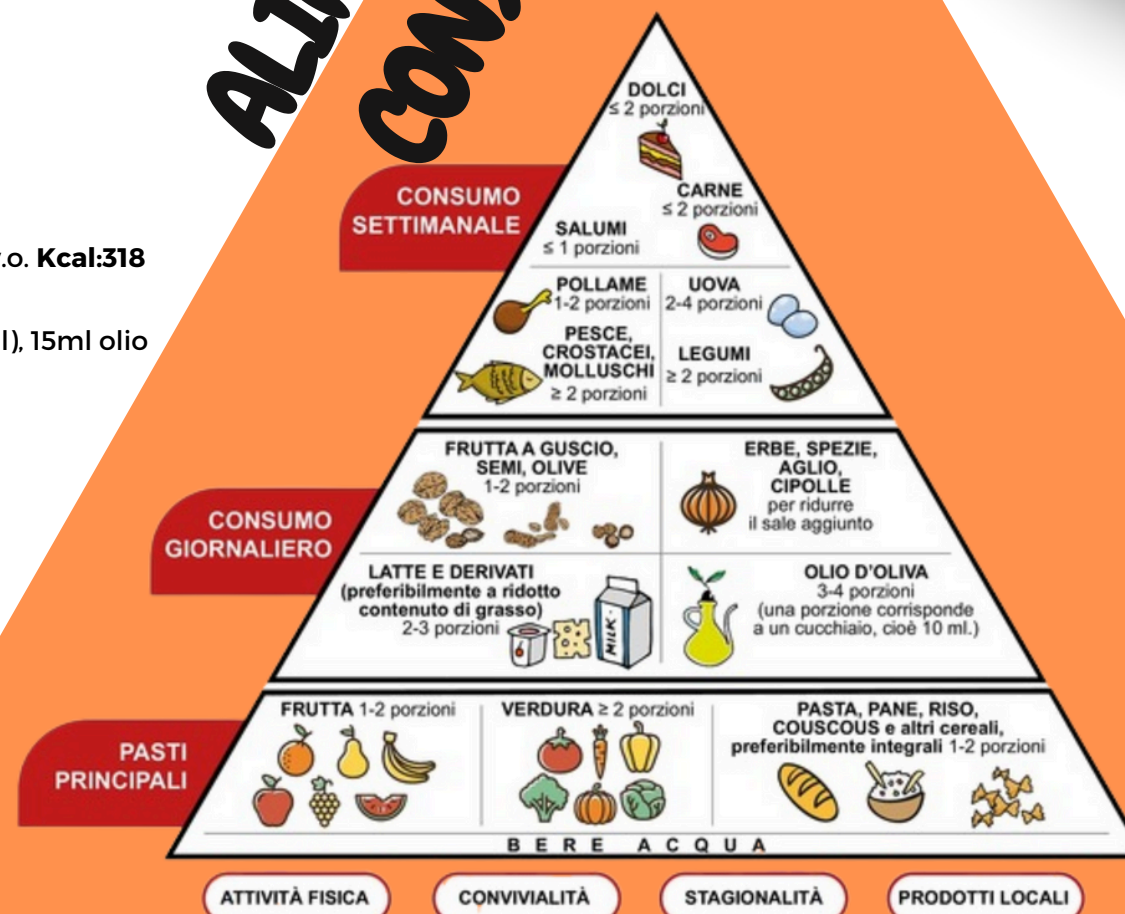 .o. Kcal:318
l), 15ml olio
DOLCI
≤ 2 porzioni
CONSUMO
SETTIMANALE
CARNE
≤ 2 porzioni
SALUMI
≤ 1 porzioni
POLLAME
1-2 porzioni
UOVA
2-4 porzioni
PESCE,
CROSTACEI,
MOLLUSCHI
≥ 2 porzioni
LEGUMI
≥ 2 porzioni
CONSUMO
GIORNALIERO
FRUTTA A GUSCIO,
SEMI, OLIVE
1-2 porzioni
ERBE, SPEZIE,
AGLIO,
CIPOLLE
per ridurre
il sale aggiunto
LATTE E DERIVATI
(preferibilmente a ridotto
contenuto di grasso)
2-3 porzioni
MILK
OLIO D'OLIVA
3-4 porzioni
(una porzione corrisponde
a un cucchiaio, cioè 10 ml.)
PASTI
PRINCIPALI
FRUTTA 1-2 porzioni
VERDURA ≥ 2 porzioni
PASTA, PANE, RISO,
COUSCOUS e altri cereali,
preferibilmente integrali 1-2 porzioni
BERE ACQUA
ATTIVITÀ FISICA
CONVIVIALITÀ
STAGIONALITÀ
PRODOTTI LOCALI